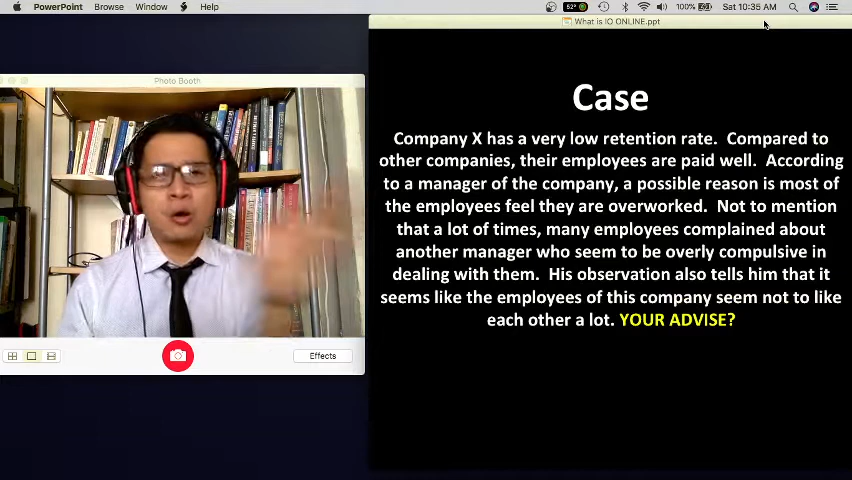 PowerPoint Browse Window Help 52° 100% Sat 10:35 AM
What is IO ONLINE.ppt
Photo Booth
Case
Company X has a very low retention rate. Compared to
other companies, their employees are paid well. According
to a manager of the company, a possible reason is most of
the employees feel they are overworked. Not to mention
that a lot of times, many employees complained about
another manager who seem to be overly compulsive in
dealing with them. His observation also tells him that it
seems like the employees of this company seem not to like
each other a lot. YOUR ADVISE?
Effects